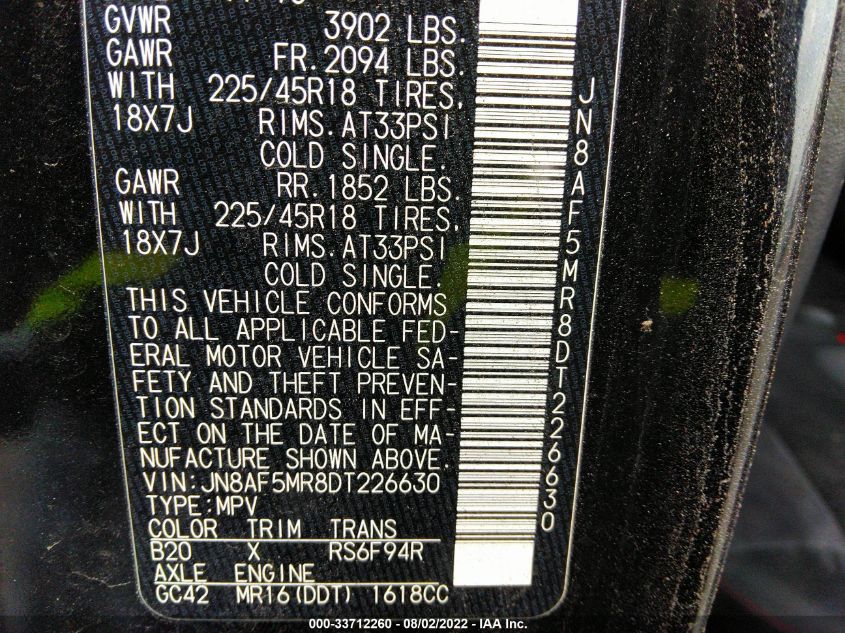 GVWR 3902 LBS.
GAWR FR. 2094 LBS.
WITH 225/45R18 TIRES,
18X7J RIMS. AT33PSI
COLD SINGLE.
GAWR RR. 1852 LBS.
WITH 225/45R18 TIRES,
18X7J RIMS. AT33PSI
COLD SINGLE.
THIS VEHICLE CONFORMS
TO ALL APPLICABLE FED-
ERAL MOTOR VEHICLE SA-
FETY AND THEFT PREVEN-
TION STANDARDS IN EFF-
ECT ON THE DATE OF MA-
NUFACTURE SHOWN ABOVE.
VIN:JN8AF5MR8DT226630
TYPE:MPV
COLOR TRIM TRANS
B20 X RS6F94R
AXLE ENGINE
GC42 MR16(DDT) 1618CC
JN8AF5MR8DT226630
000-33712260 - 08/02/2022 - IAA Inc.